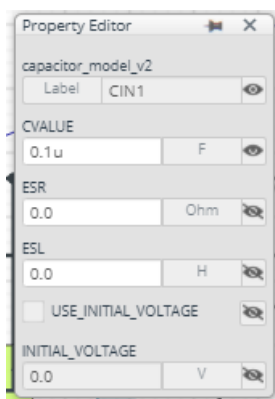 Property Editor
capacitor_model_v2
Label CIN1
CVALUE
0.1u F
ESR
0.0 Ohm
ESL
0.0 H
USE_INITIAL_VOLTAGE
INITIAL_VOLTAGE
0.0 V